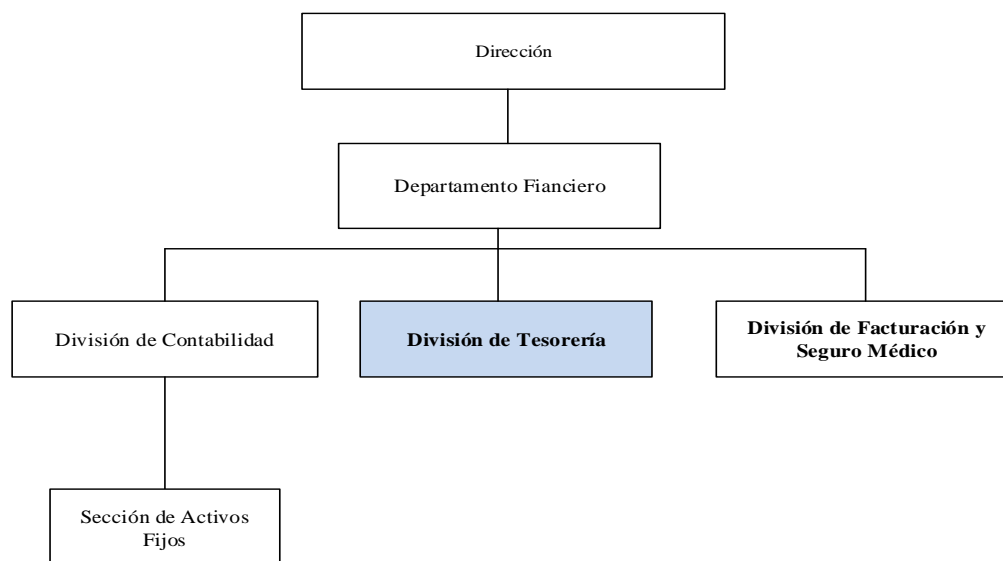 Dirección
Departamento Fianciero
División de Contabilidad
División de Tesorería
División de Facturación y
Seguro Médico
Sección de Activos
Fijos